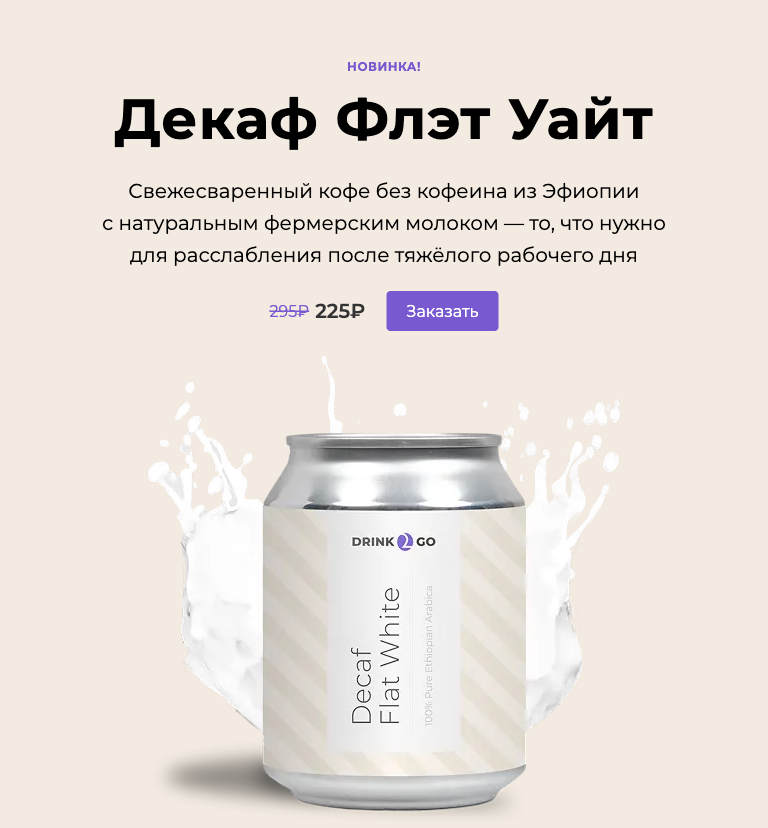 НОВИНКА!
Декаф Флэт Уайт
Свежесваренный кофе без кофеина из Эфиопии
с натуральным фермерским молоком — то, что нужно
для расслабления после тяжёлого рабочего дня
295₽ 225₽ Заказать
DRINK 2 GO
Decaf
Flat White
100% Pure Ethiopian Arabica